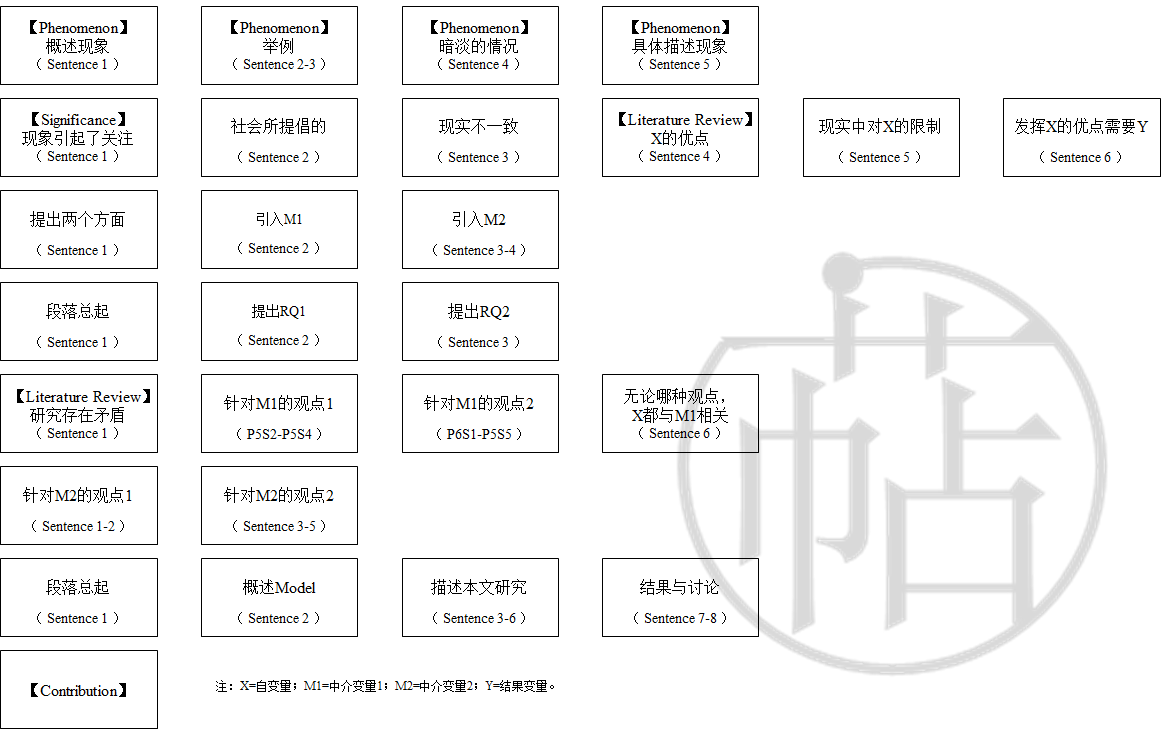 【Phenomenon】
概述现象
（ Sentence 1 ）
【Phenomenon】
举例
（ Sentence 2-3 ）
【Phenomenon】
暗淡的情况
（ Sentence 4 ）
【Phenomenon】
具体描述现象
（ Sentence 5 ）
【Significance】
现象引起了关注
（ Sentence 1 ）
社会所提倡的
（ Sentence 2 ）
现实不一致
（ Sentence 3 ）
【Literature Review】
X的优点
（ Sentence 4 ）
现实中对X的限制
（ Sentence 5 ）
发挥X的优点需要Y
（ Sentence 6 ）
提出两个方面
（ Sentence 1 ）
引入M1
（ Sentence 2 ）
引入M2
（ Sentence 3-4 ）
段落总起
（ Sentence 1 ）
提出RQ1
（ Sentence 2 ）
提出RQ2
（ Sentence 3 ）
【Literature Review】
研究存在矛盾
（ Sentence 1 ）
针对M1的观点1
（ P5S2-P5S4 ）
针对M1的观点2
（ P6S1-P5S5 ）
无论哪种观点，
X都与M1相关
（ Sentence 6 ）
针对M2的观点1
（ Sentence 1-2 ）
针对M2的观点2
（ Sentence 3-5 ）
段落总起
（ Sentence 1 ）
概述Model
（ Sentence 2 ）
描述本文研究
（ Sentence 3-6 ）
结果与讨论
（ Sentence 7-8 ）
【Contribution】
注：X=自变量；M1=中介变量1；M2=中介变量2；Y=结果变量。